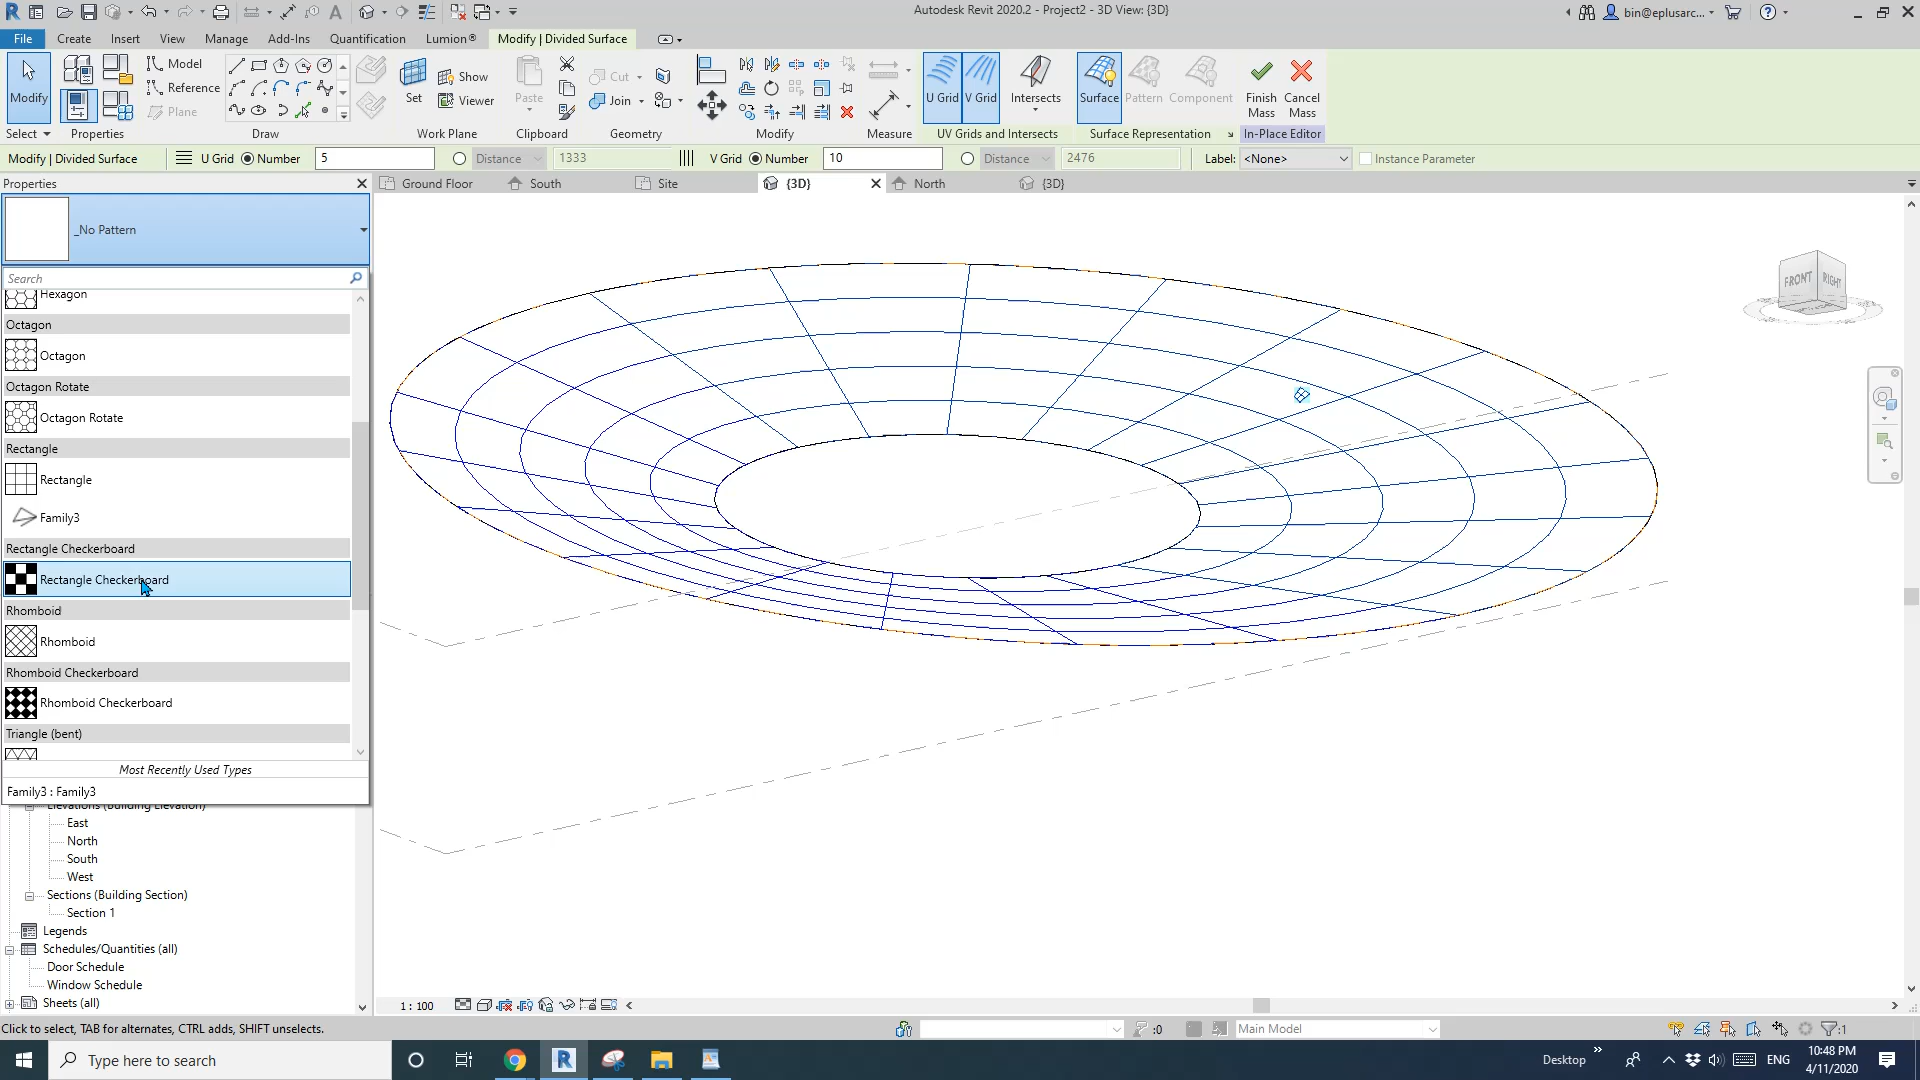 Autodesk Revit 2020.2 - Project2 - 3D View: {3D}
bin@eplusarc...
File Create Insert View Manage Add-Ins Quantification Lumion® Modify | Divided Surface
Modify
Select
Properties
Model
Reference
Plane
Draw
Set
Show
Viewer
Work Plane
Paste
Clipboard
Cut
Join
Geometry
Modify
Measure
U Grid V Grid Intersects
UV Grids and Intersects
Surface Pattern Component
Surface Representation
Finish Mass
Cancel Mass
In-Place Editor
Modify | Divided Surface U Grid Number 5 Distance 1333 V Grid Number 10 Distance 2476 Label: <None> Instance Parameter
Properties
Ground Floor South Site {3D} North {3D}
_No Pattern
Search
Hexagon
Octagon
Octagon
Octagon Rotate
Octagon Rotate
Rectangle
Rectangle
Family3
Rectangle Checkerboard
Rectangle Checkerboard
Rhomboid
Rhomboid
Rhomboid Checkerboard
Rhomboid Checkerboard
Triangle (bent)
Most Recently Used Types
Family3 : Family3
Elevations (Building Elevation)
East
North
South
West
Sections (Building Section)
Section 1
Legends
Schedules/Quantities (all)
Door Schedule
Window Schedule
Sheets (all)
FRONT RIGHT
1 : 100
Click to select, TAB for alternates, CTRL adds, SHIFT unselects.
:0
Main Model
:1
Type here to search
Desktop
ENG
10:48 PM
4/11/2020